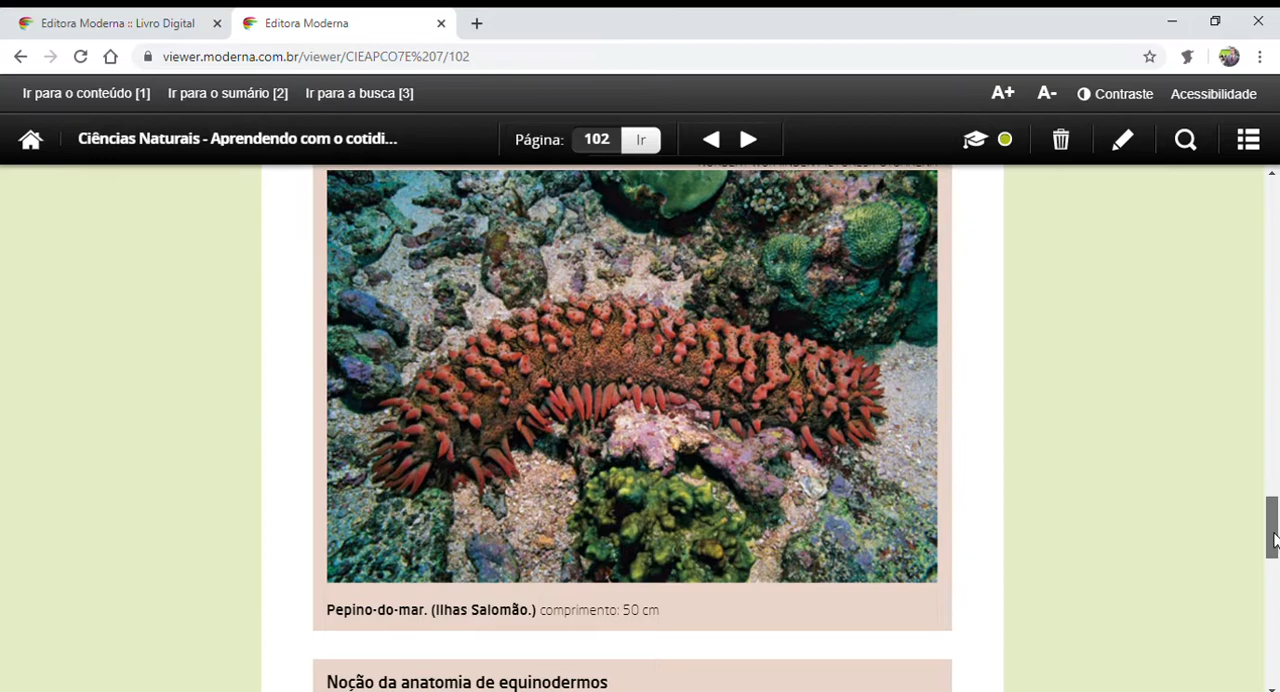 Editora Moderna :: Livro Digital
Editora Moderna
viewer.moderna.com.br/viewer/CIEAPCO7E%207/102
Ir para o conteúdo [1] Ir para o sumário [2] Ir para a busca [3] A+ A- Contraste Acessibilidade
Ciências Naturais - Aprendendo com o cotidi... Página: 102 Ir
Pepino-do-mar. (Ilhas Salomão.) comprimento: 50 cm
Noção da anatomia de equinodermos